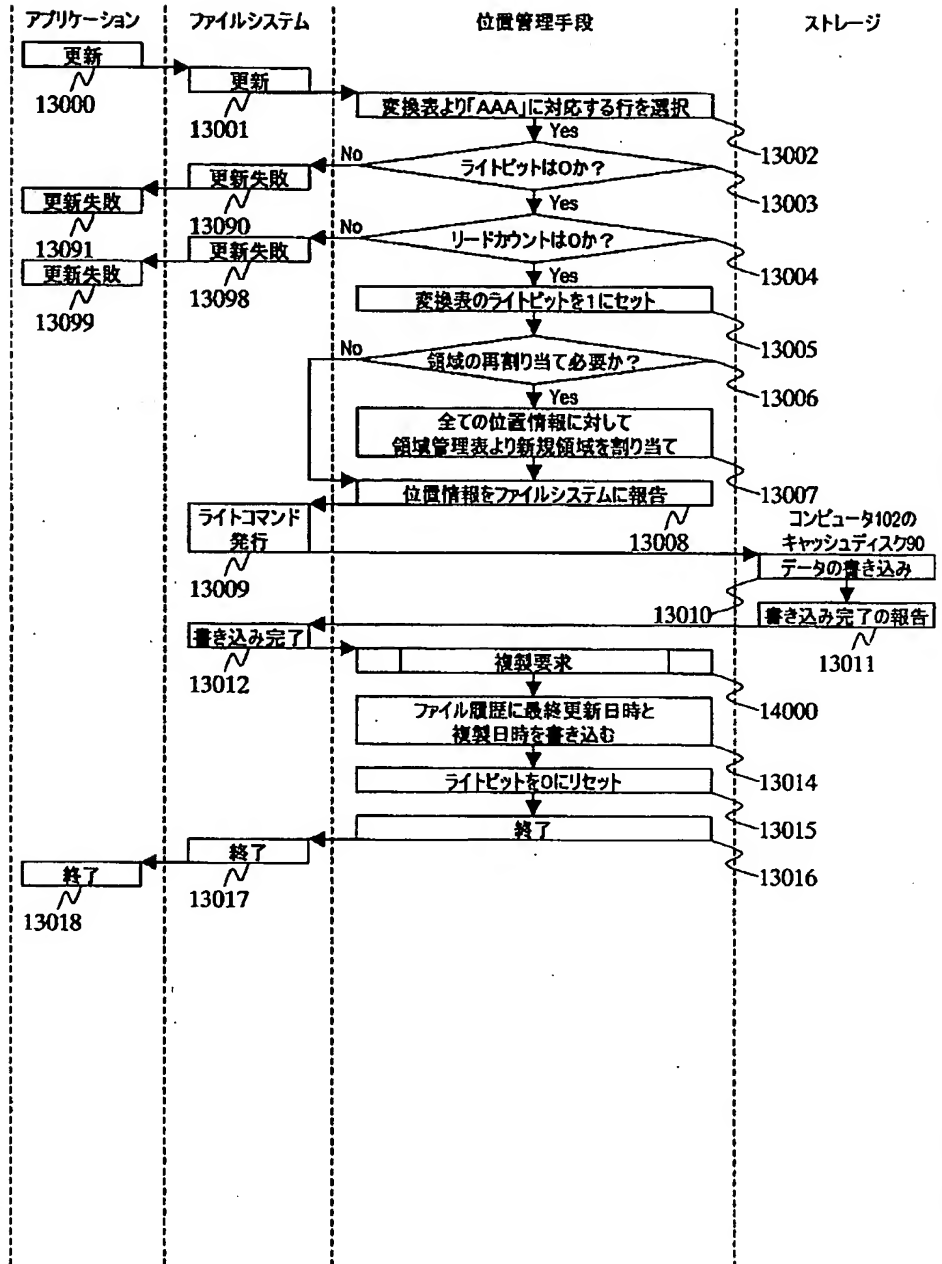 アプリケーション
ファイルシステム
位置管理手段
ストレージ
更新
13000
更新
13001
変換表より「AAA」に対応する行を選択
13002
Yes
ライトビットは0か?
13003
No
更新失敗
13090
更新失敗
13091
Yes
リードカウントは0か?
13004
No
更新失敗
13098
更新失敗
13099
Yes
変換表のライトビットを1にセット
13005
領域の再割り当て必要か?
13006
No
Yes
全ての位置情報に対して
領域管理表より新規領域を割り当て
13007
位置情報をファイルシステムに報告
13008
ライトコマンド
発行
13009
コンピュータ102の
キャッシュディスク90
データの書き込み
13010
書き込み完了の報告
13011
書き込み完了
13012
複製要求
14000
ファイル履歴に最終更新日時と
複製日時を書き込む
13014
ライトビットを0にリセット
13015
終了
13016
終了
13017
終了
13018